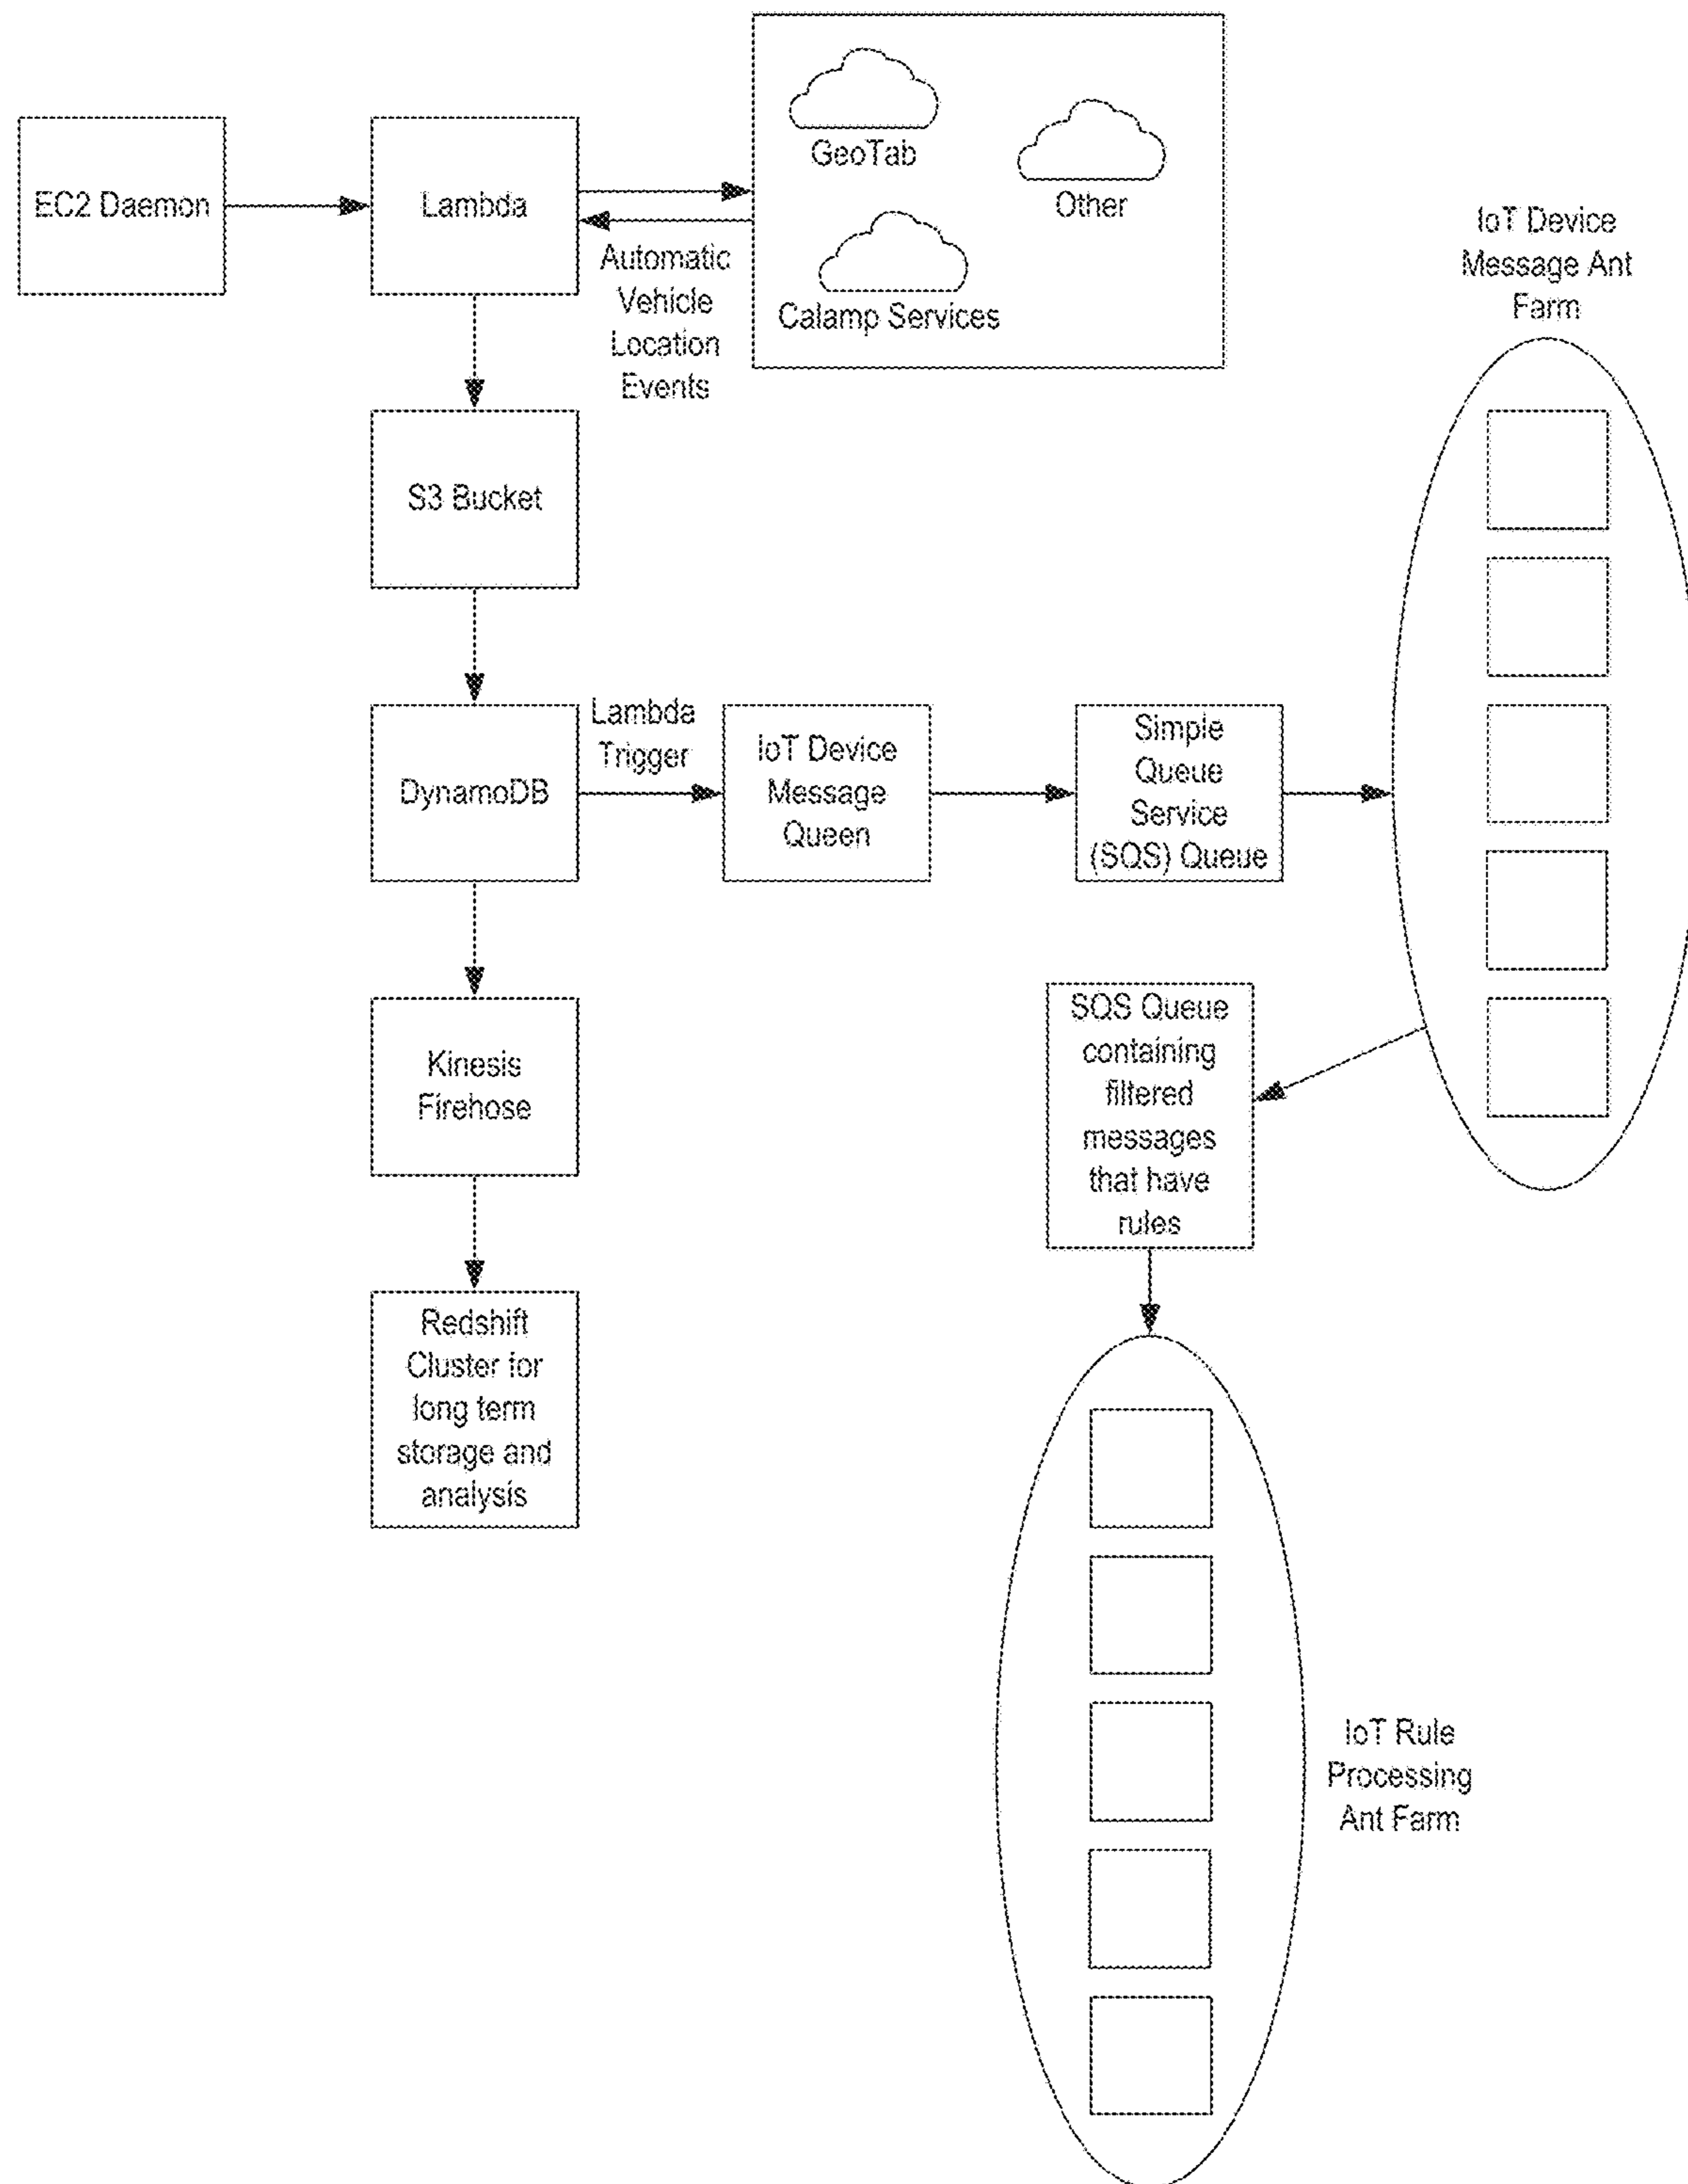 GeoTab
Other
Calamp Services
EC2 Daemon
Lambda
Automatic
Vehicle
Location
Events
IoT Device
Message Ant
Farm
S3 Bucket
DynamoDB
Lambda
Trigger
IoT Device
Message
Queen
Simple
Queue
Service
(SQS) Queue
Kinesis
Firehose
SQS Queue
containing
filtered
messages
that have
rules
Redshift
Cluster for
long term
storage and
analysis
IoT Rule
Processing
Ant Farm